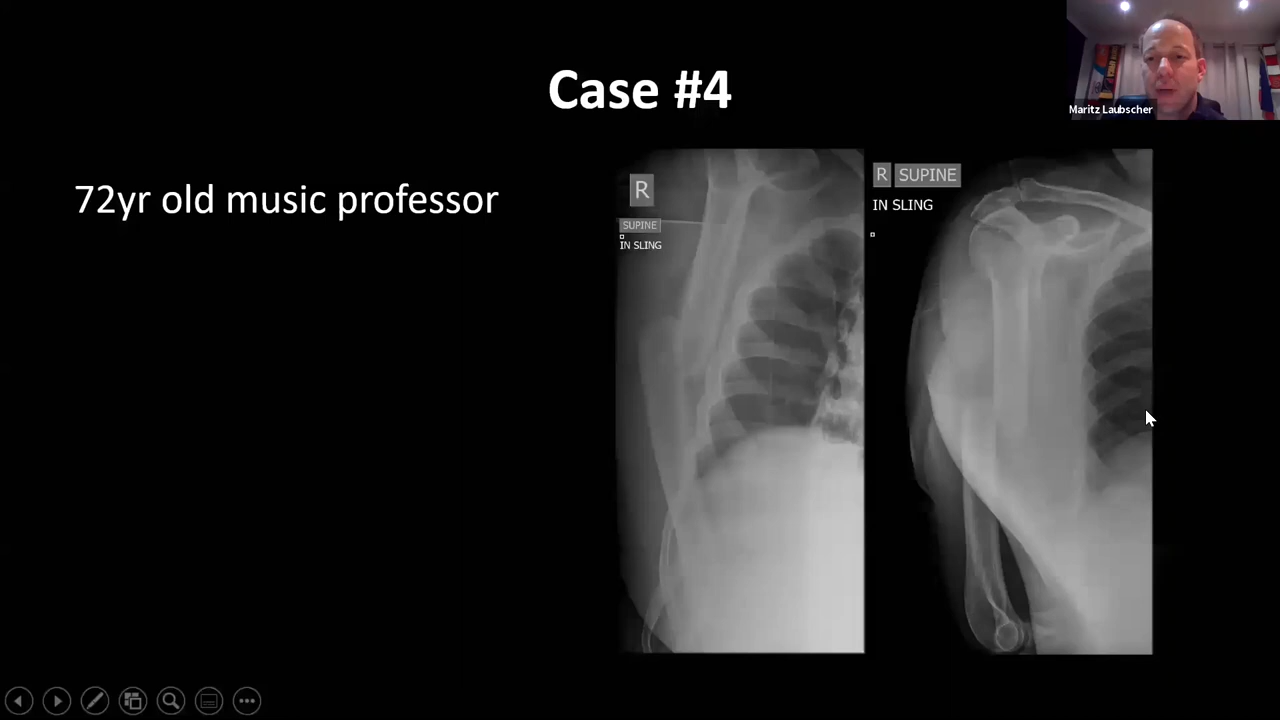 Case #4
Maritz Laubscher
72yr old music professor
R
SUPINE
IN SLING
R SUPINE
IN SLING